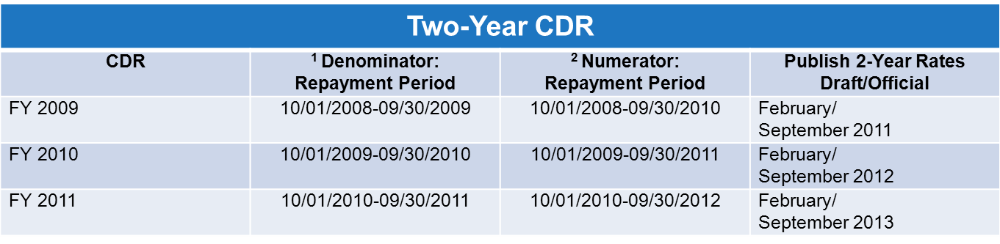 Two-Year CDR
CDR
1 Denominator:
Repayment Period
2 Numerator:
Repayment Period
Publish 2-Year Rates
Draft/Official
FY 2009
10/01/2008-09/30/2009
10/01/2008-09/30/2010
February/
September 2011
FY 2010
10/01/2009-09/30/2010
10/01/2009-09/30/2011
February/
September 2012
FY 2011
10/01/2010-09/30/2011
10/01/2010-09/30/2012
February/
September 2013